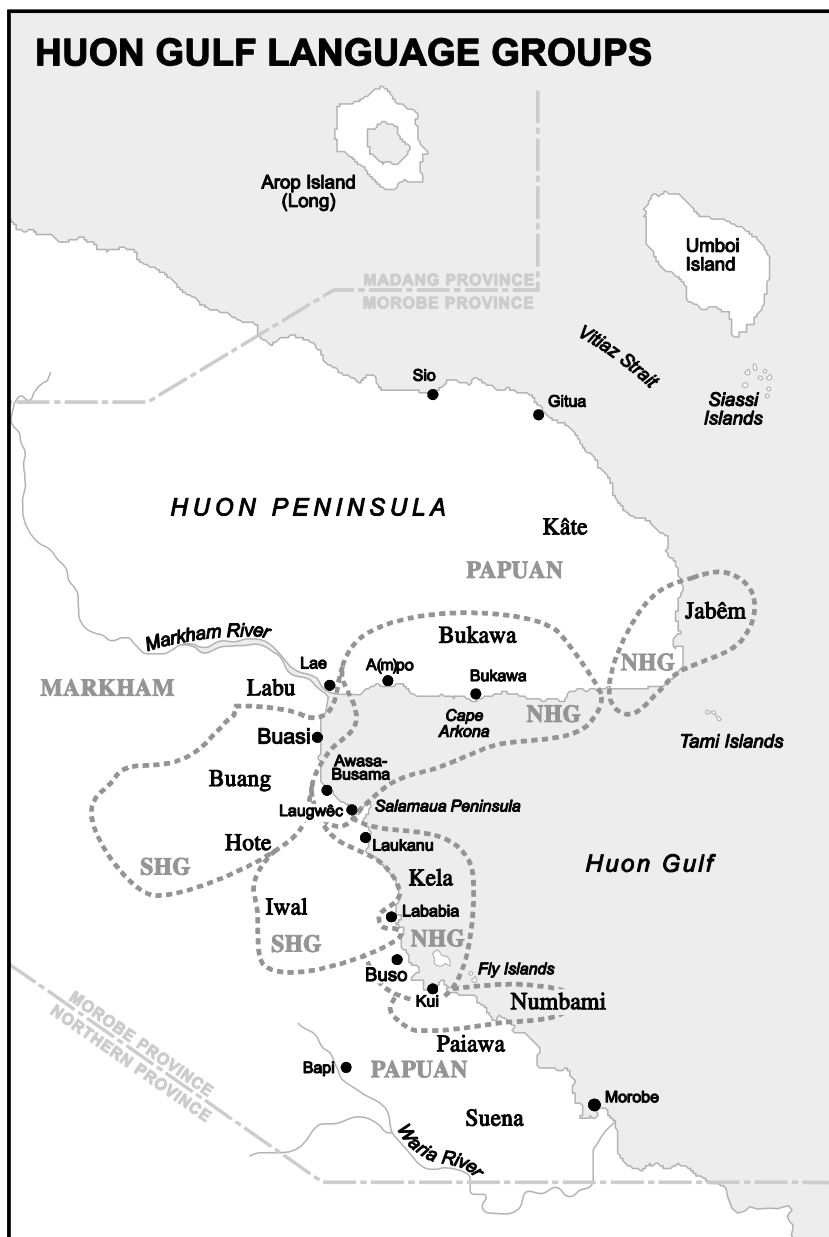 HUON GULF LANGUAGE GROUPS
Arop Island
(Long)
Umboi
Island
MADANG PROVINCE
MOROBE PROVINCE
Vitiaz Strait
Sio
Gitua
Siassi
Islands
HUON PENINSULA
Kâte
PAPUAN
Jabêm
Markham River
Bukawa
NHG
Lae
A(m)po
Bukawa
MARKHAM
Labu
Cape
Arkona
NHG
Buasi
Tami Islands
Awasa-
Busama
Buang
Laugwêc
Salamaua Peninsula
Hote
Laukanu
SHG
Huon Gulf
Kela
Iwal
Lababia
SHG
NHG
Buso
Fly Islands
Kui
Numbami
MOROBE PROVINCE
NORTHERN PROVINCE
Paiawa
Bapi
PAPUAN
Morobe
Suena
Waria River